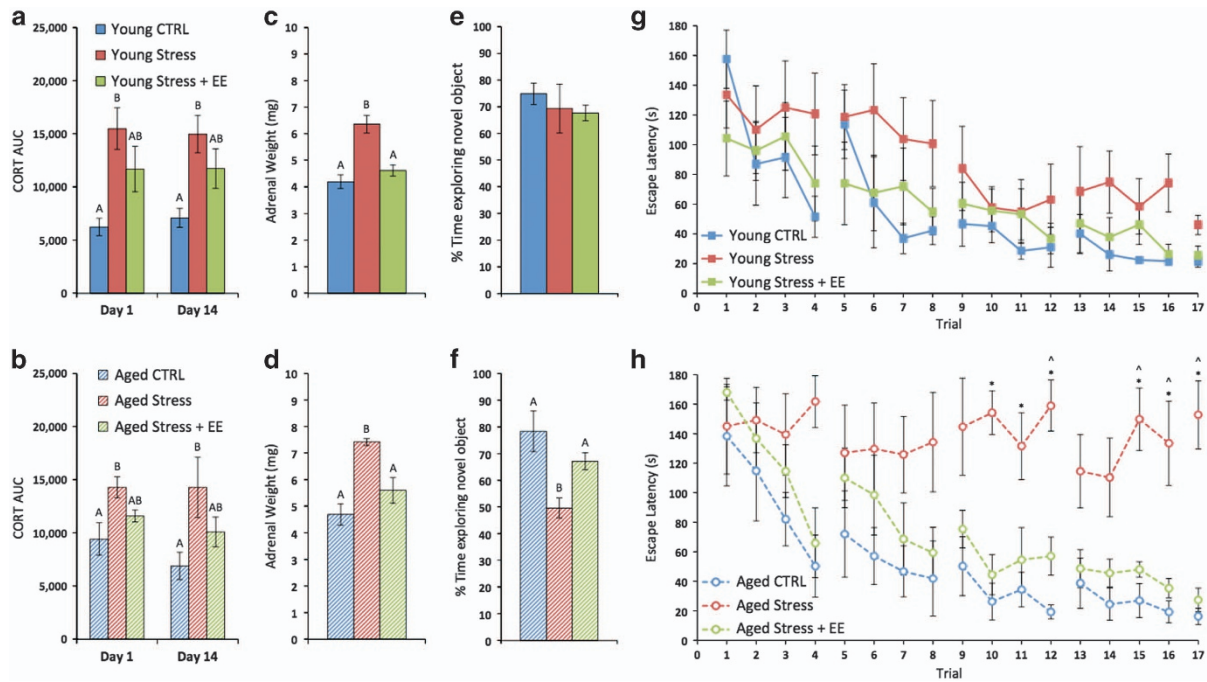 a
25,000
20,000
15,000
10,000
5,000
0
CORT AUC
Young CTRL
Young Stress
Young Stress + EE
A
B
AB
A
B
AB
Day 1
Day 14
c
10
9
8
7
6
5
4
3
2
1
0
Adrenal Weight (mg)
A
B
A
e
100
90
80
70
60
50
40
30
20
10
0
% Time exploring novel object
g
180
160
140
120
100
80
60
40
20
0
Escape Latency (s)
Young CTRL
Young Stress
Young Stress + EE
0 1 2 3 4 5 6 7 8 9 10 11 12 13 14 15 16 17
Trial
b
25,000
20,000
15,000
10,000
5,000
0
CORT AUC
Aged CTRL
Aged Stress
Aged Stress + EE
A
B
AB
A
B
AB
Day 1
Day 14
d
10
9
8
7
6
5
4
3
2
1
0
Adrenal Weight (mg)
A
B
A
f
100
90
80
70
60
50
40
30
20
10
0
% Time exploring novel object
A
B
A
h
180
160
140
120
100
80
60
40
20
0
Escape Latency (s)
*
*
^
*
^
*
^
*
^
*
Aged CTRL
Aged Stress
Aged Stress + EE
0 1 2 3 4 5 6 7 8 9 10 11 12 13 14 15 16 17
Trial